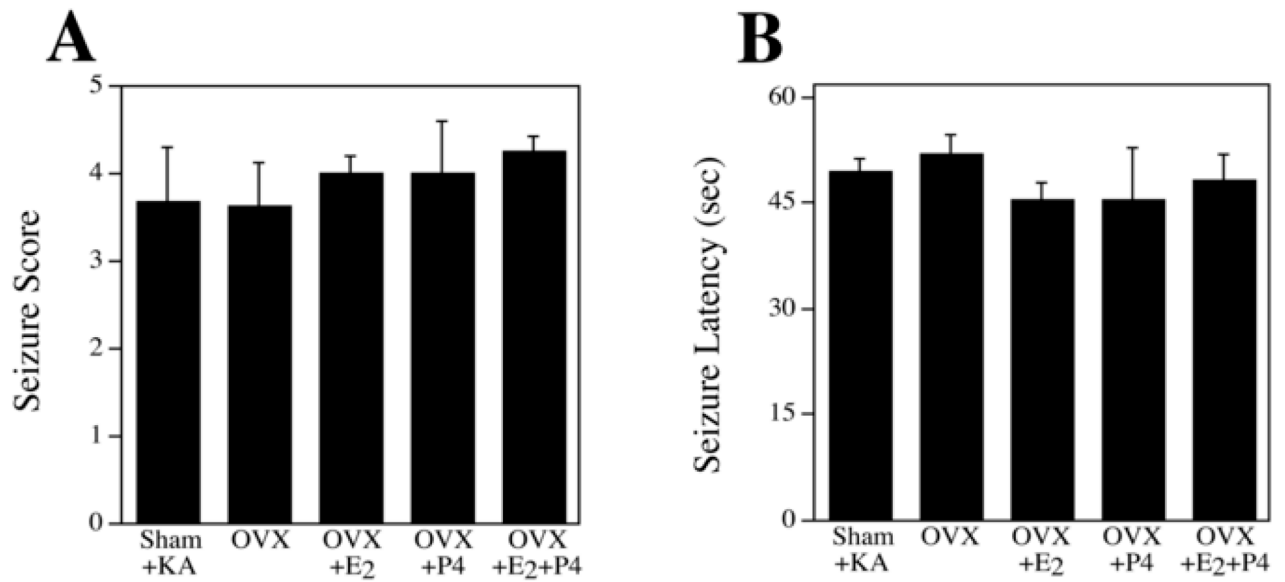 A
Seizure Score
5
4
3
2
1
0
Sham
+KA
OVX
OVX
+E2
OVX
+P4
OVX
+E2+P4
B
Seizure Latency (sec)
60
45
30
15
0
Sham
+KA
OVX
OVX
+E2
OVX
+P4
OVX
+E2+P4